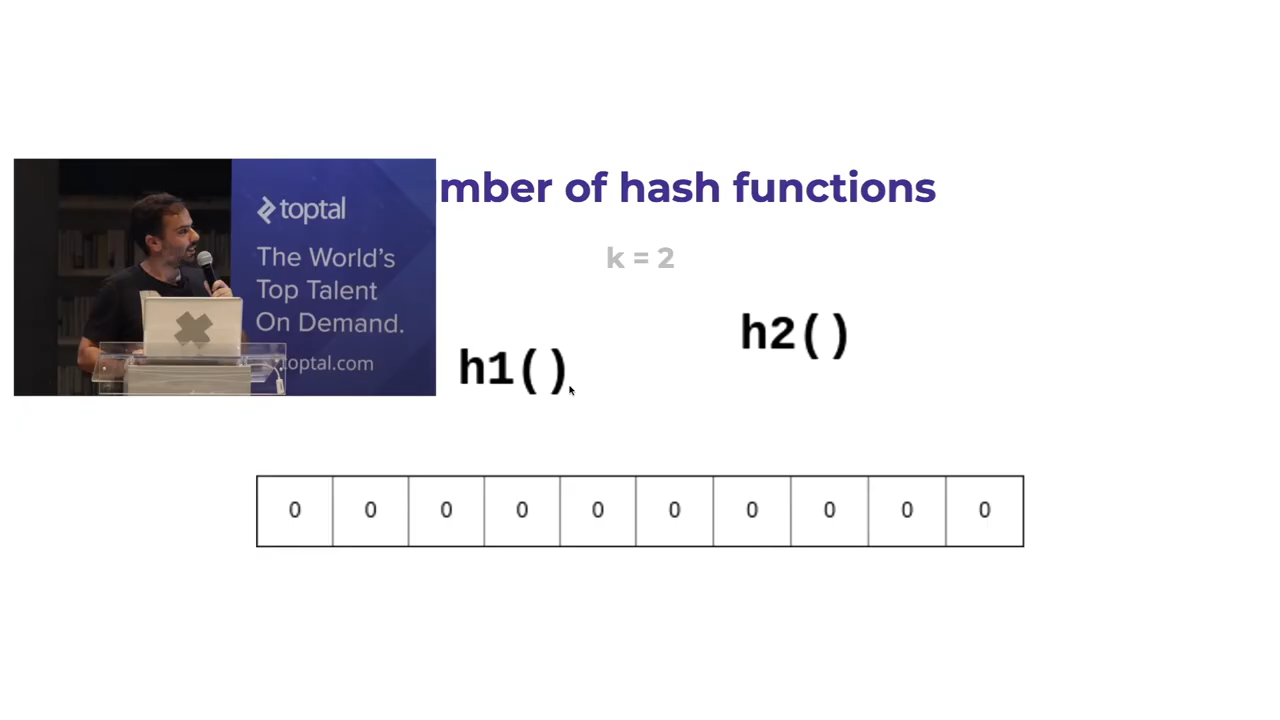 mber of hash functions
k = 2
toptal
The World's
Top Talent
On Demand.
toptal.com
h1()
h2()
0 0 0 0 0 0 0 0 0 0